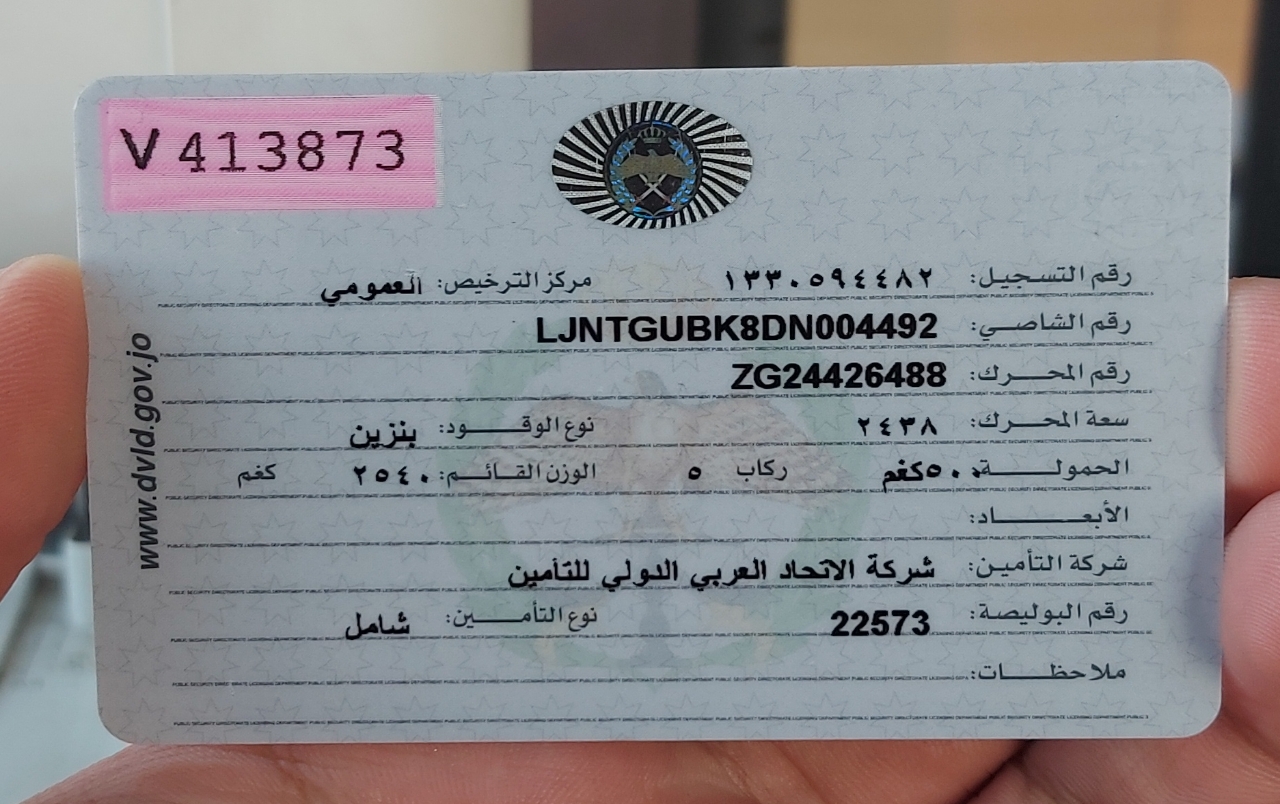 V 413873
رقم التسجيل: ١٣٣٠٥٩٤٤٨٢ مركز الترخيص: العمومي
رقم الشاصي: LJNTGUBK8DN004492
رقم المحرك: ZG24426488
سعة المحرك: ٢٤٣٨ نوع الوقود: بنزين
الحمولة ٥٠٠كغم ركاب ٥ الوزن القائم: ٢٥٤٠ كغم
الأبعاد:
شركة التأمين: شركة الاتحاد العربي الدولي للتأمين
رقم البوليصة: 22573 نوع التأمين: شامل
ملاحظات:
www.dvld.gov.jo